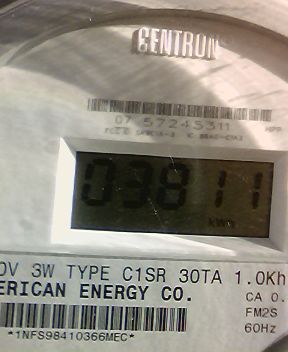 CENTRON
07 57245311
03811
kWh
0V 3W TYPE C1SR 30TA 1.0Kh
ERICAN ENERGY CO.
CA 0.
FM2S
*1NFS98410366MEC*
60Hz